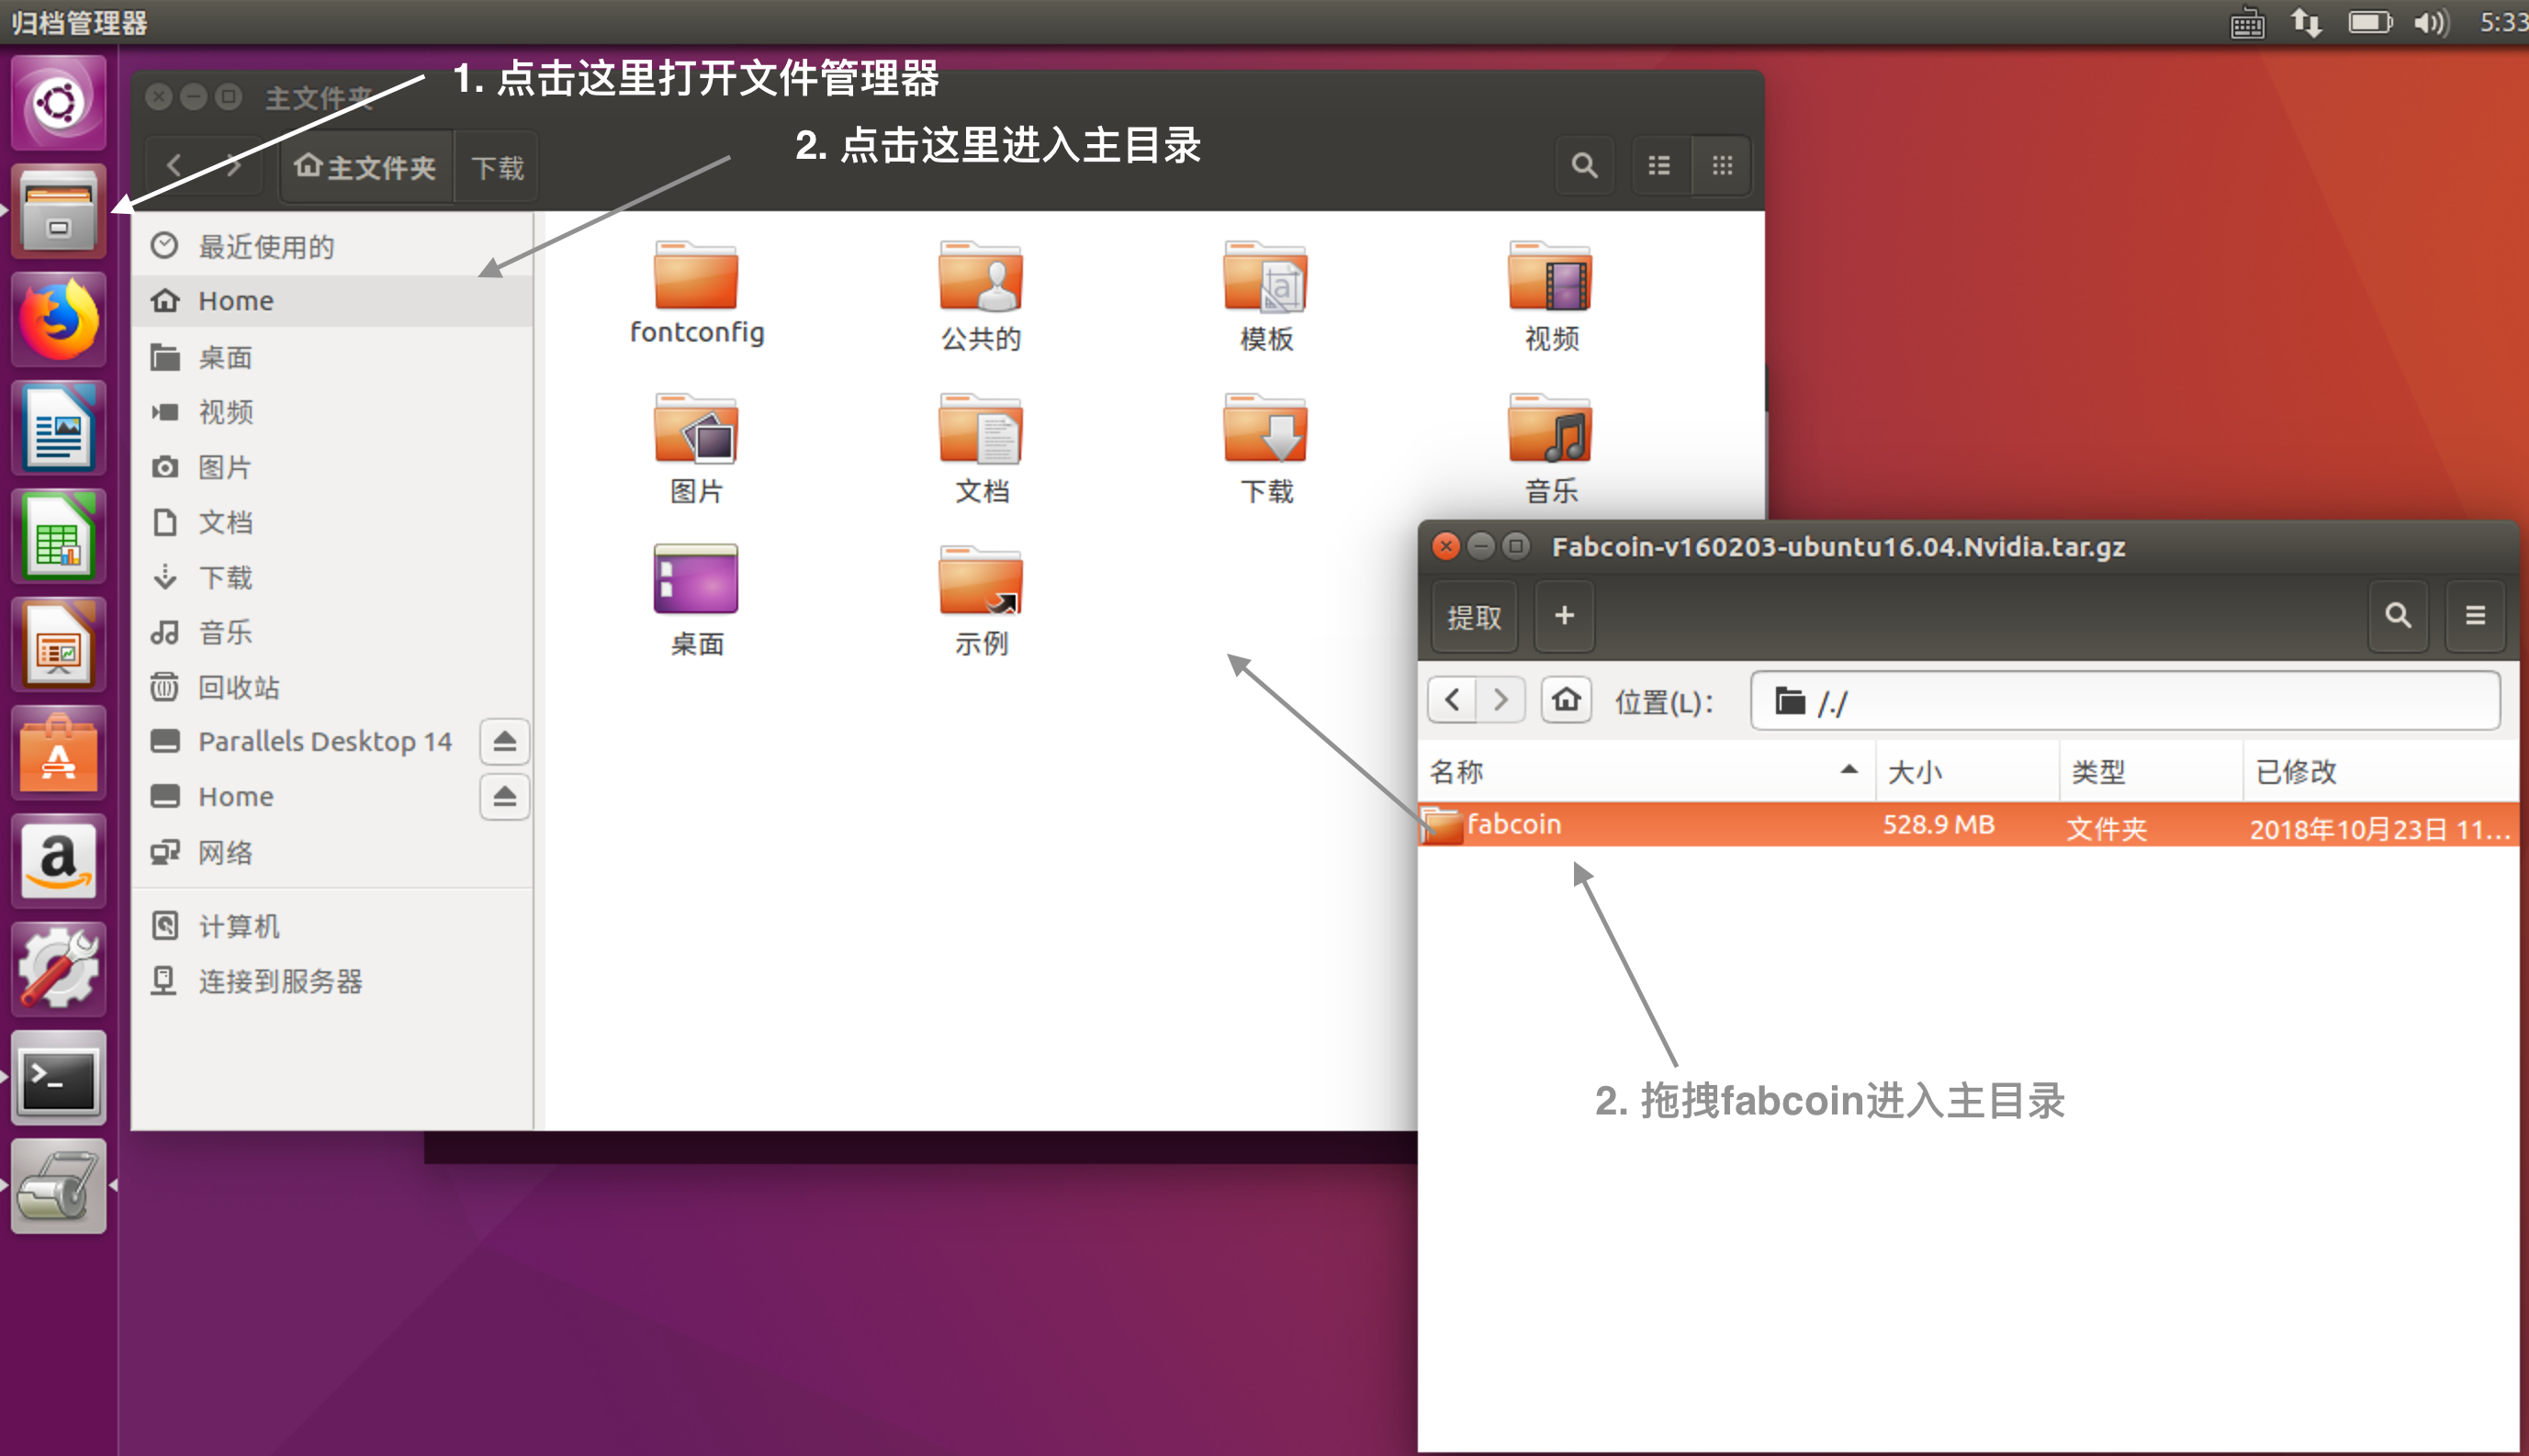 归档管理器
5:33
1. 点击这里打开文件管理器
主文件夹
2. 点击这里进入主目录
主文件夹
下载
最近使用的
Home
桌面
视频
图片
文档
下载
音乐
回收站
Parallels Desktop 14
Home
网络
计算机
连接到服务器
fontconfig
公共的
模板
视频
图片
文档
下载
音乐
桌面
示例
Fabcoin-v160203-ubuntu16.04.Nvidia.tar.gz
提取
+
位置(L)：
/./
名称
大小
类型
已修改
fabcoin
528.9 MB
文件夹
2018年10月23日 11...
2. 拖拽fabcoin进入主目录